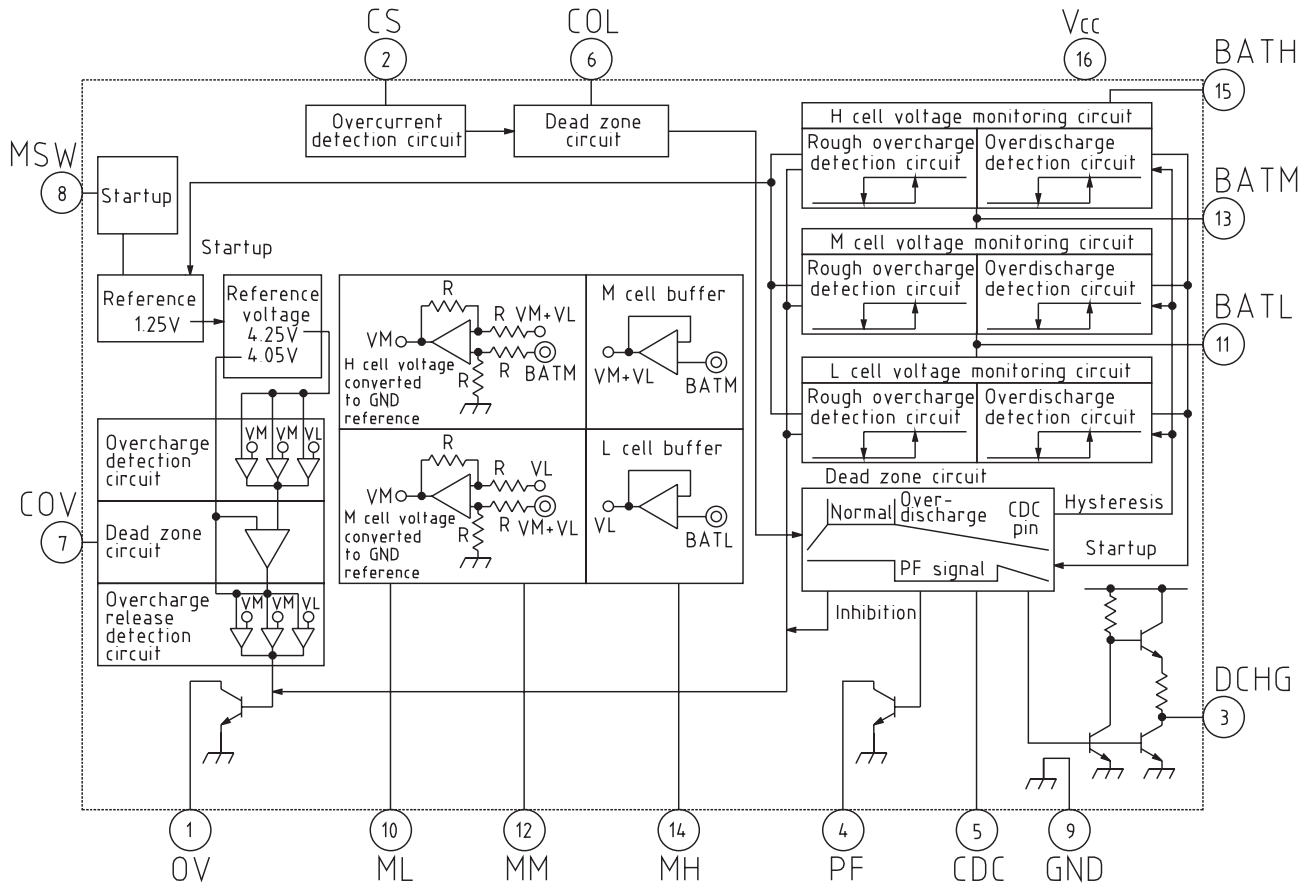 CS
2
COL
6
Vcc
16
BATH
15
MSW
8
BATM
13
BATL
11
COV
7
DCHG
3
Overcurrent
detection circuit
Dead zone
circuit
H cell voltage monitoring circuit
Rough overcharge
detection circuit
Overdischarge
detection circuit
Startup
Startup
M cell voltage monitoring circuit
Rough overcharge
detection circuit
Overdischarge
detection circuit
Reference
1.25V
Reference
voltage
4.25V
4.05V
R
R VM+VL
VM
R
BATM
R
H cell voltage
converted
to GND
reference
M cell buffer
VM+VL
BATM
L cell voltage monitoring circuit
Rough overcharge
detection circuit
Overdischarge
detection circuit
Overcharge
detection
circuit
VM
VM
VL
R
R
VL
VM
R
VM+VL
R
M cell voltage
converted
to GND
reference
L cell buffer
VL
BATL
Dead zone
circuit
Dead zone circuit
Normal
Over-
discharge
CDC
pin
PF signal
Hysteresis
Startup
Inhibition
Overcharge
release
detection
circuit
VM
VM
VL
1
OV
10
ML
12
MM
14
MH
4
PF
5
CDC
9
GND